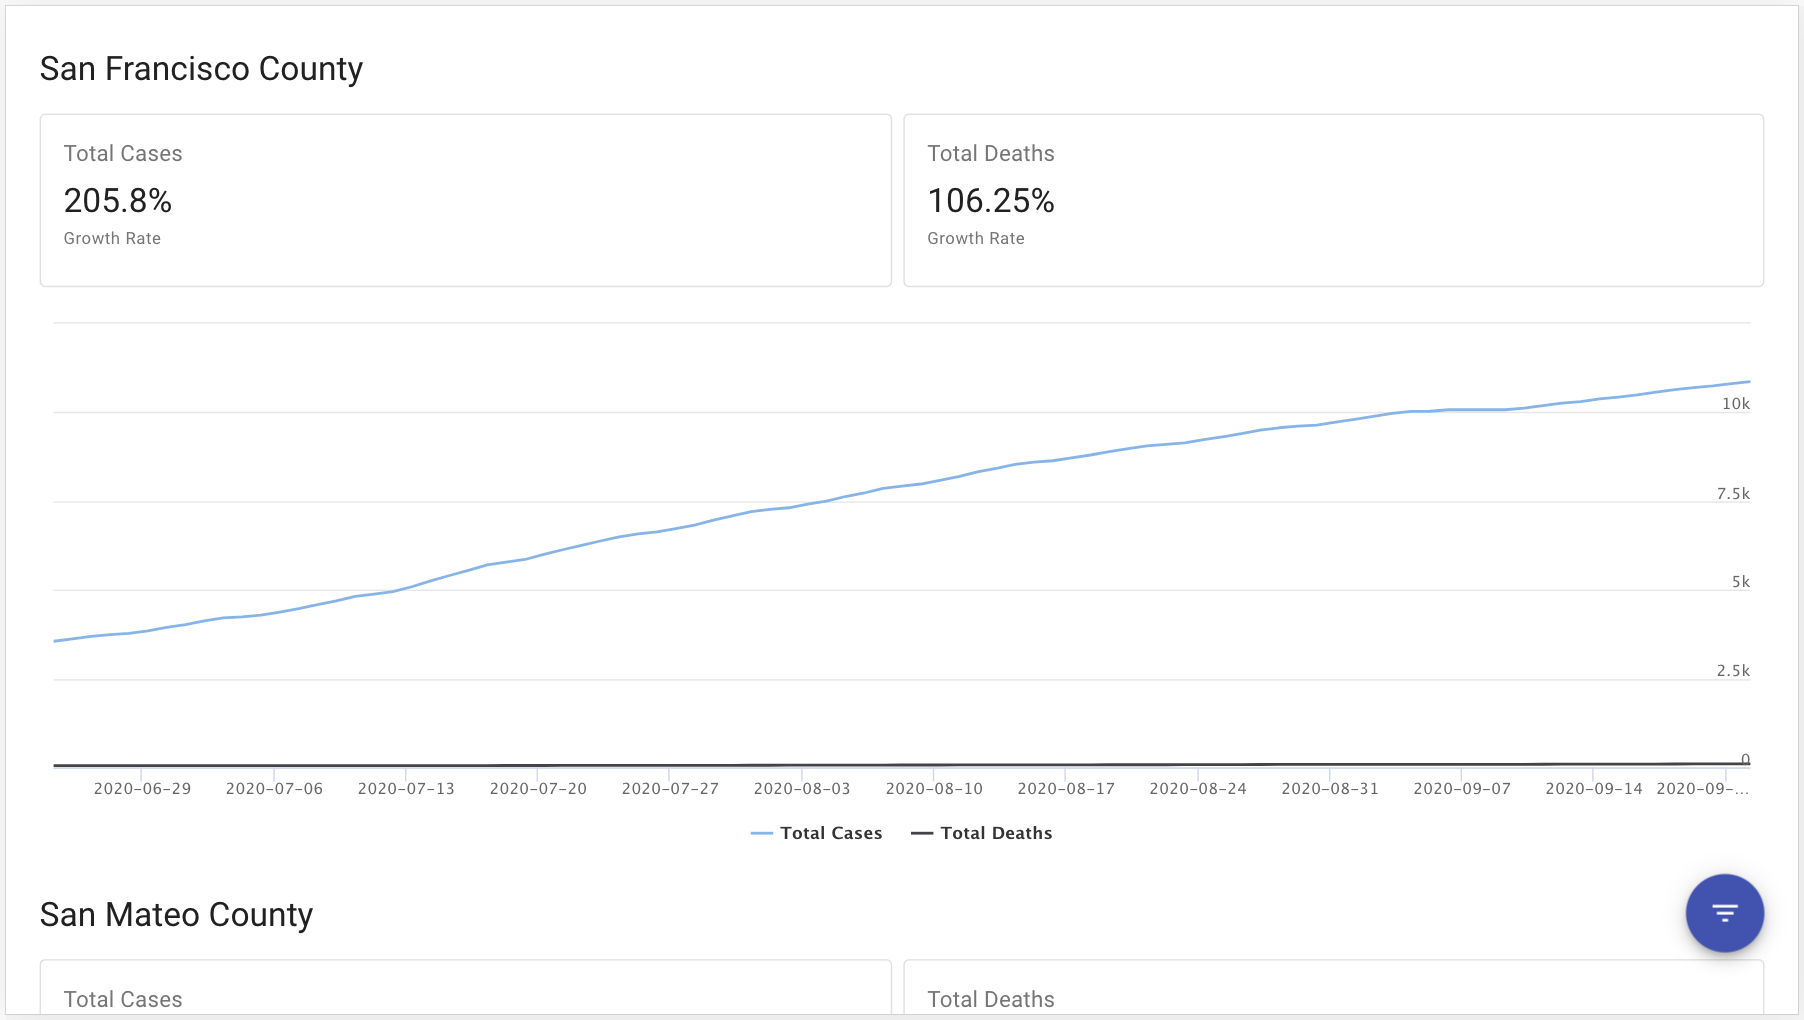 San Francisco County
Total Cases
205.8%
Growth Rate
Total Deaths
106.25%
Growth Rate
10k
7.5k
5k
2.5k
0
2020-06-29 2020-07-06 2020-07-13 2020-07-20 2020-07-27 2020-08-03 2020-08-10 2020-08-17 2020-08-24 2020-08-31 2020-09-07 2020-09-14 2020-09-...
Total Cases Total Deaths
San Mateo County
Total Cases
Total Deaths